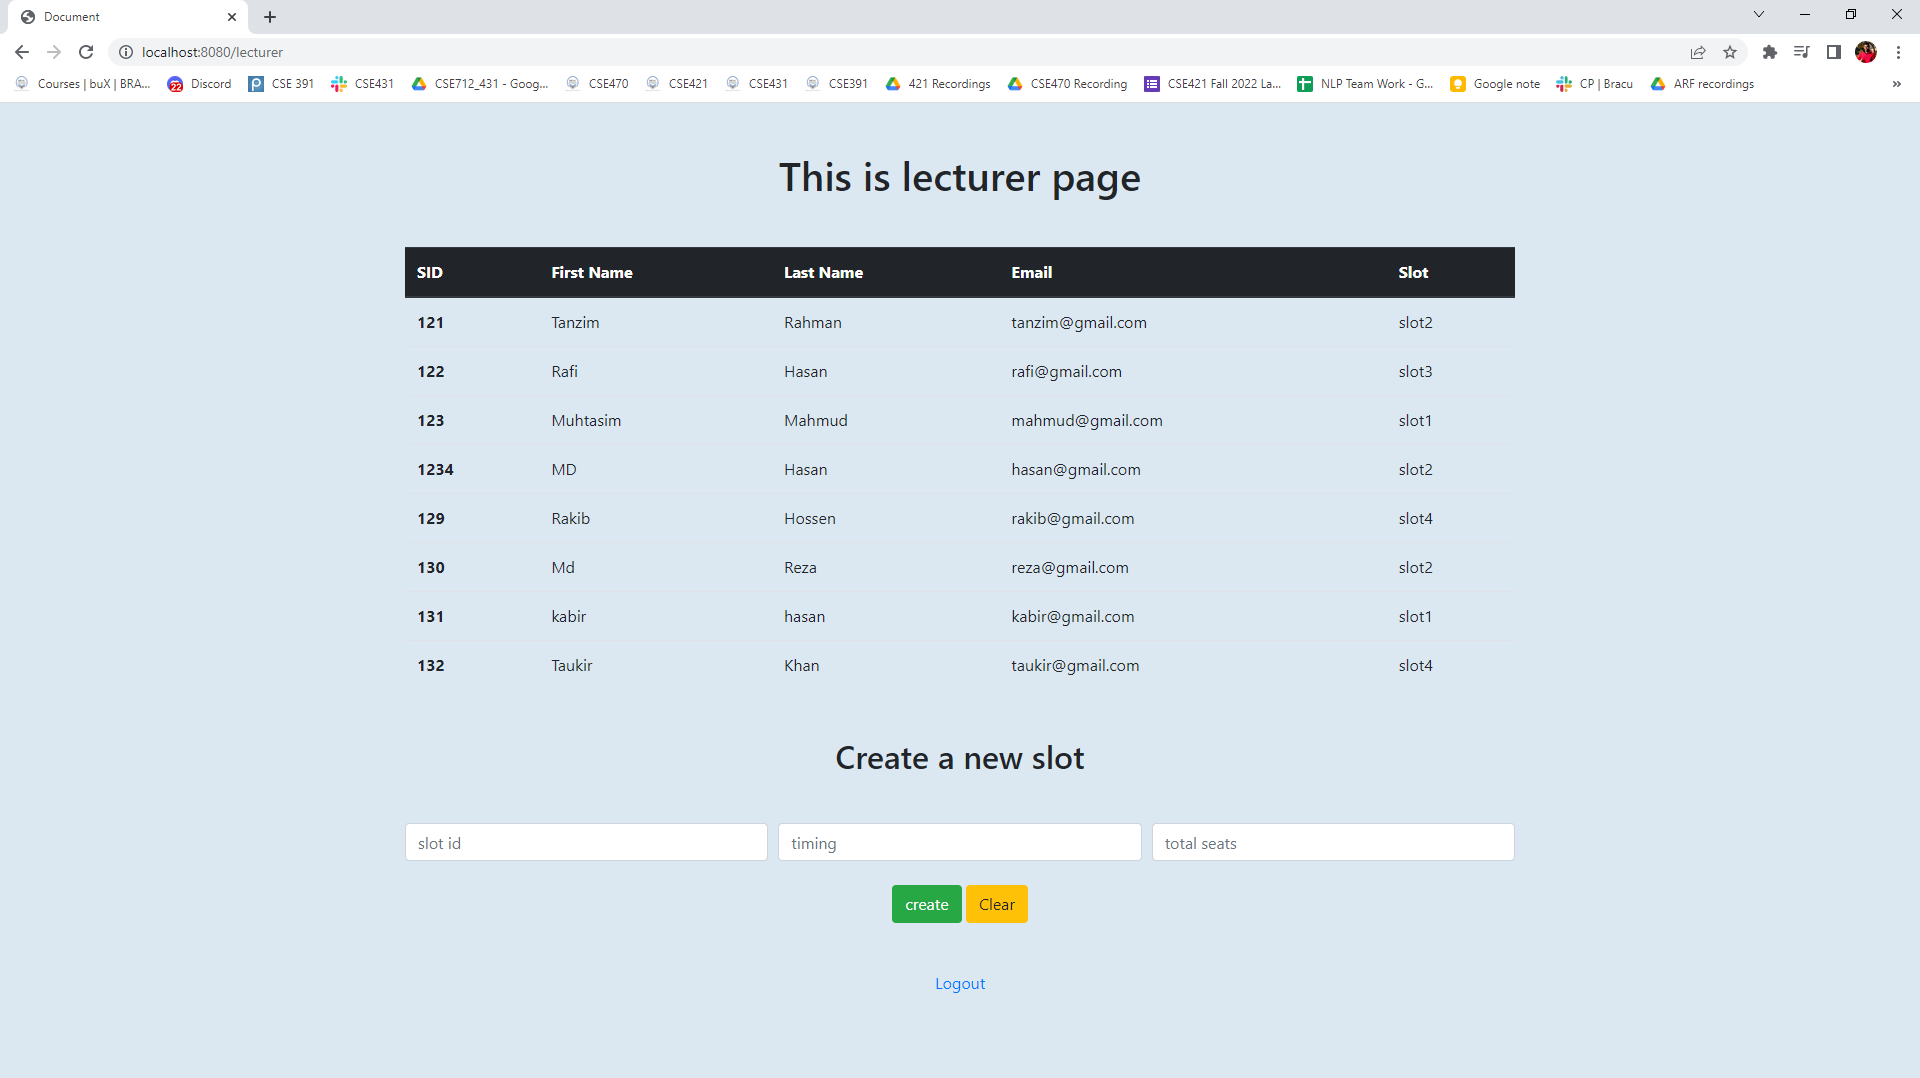 Document
localhost:8080/lecturer
Courses | buX | BRA... Discord CSE 391 CSE431 CSE712_431 - Goog... CSE470 CSE421 CSE431 CSE391 421 Recordings CSE470 Recording CSE421 Fall 2022 La... NLP Team Work - G... Google note CP | Bracu ARF recordings »
This is lecturer page
SID First Name Last Name Email Slot
121 Tanzim Rahman tanzim@gmail.com slot2
122 Rafi Hasan rafi@gmail.com slot3
123 Muhtasim Mahmud mahmud@gmail.com slot1
1234 MD Hasan hasan@gmail.com slot2
129 Rakib Hossen rakib@gmail.com slot4
130 Md Reza reza@gmail.com slot2
131 kabir hasan kabir@gmail.com slot1
132 Taukir Khan taukir@gmail.com slot4
Create a new slot
slot id timing total seats
create Clear
Logout